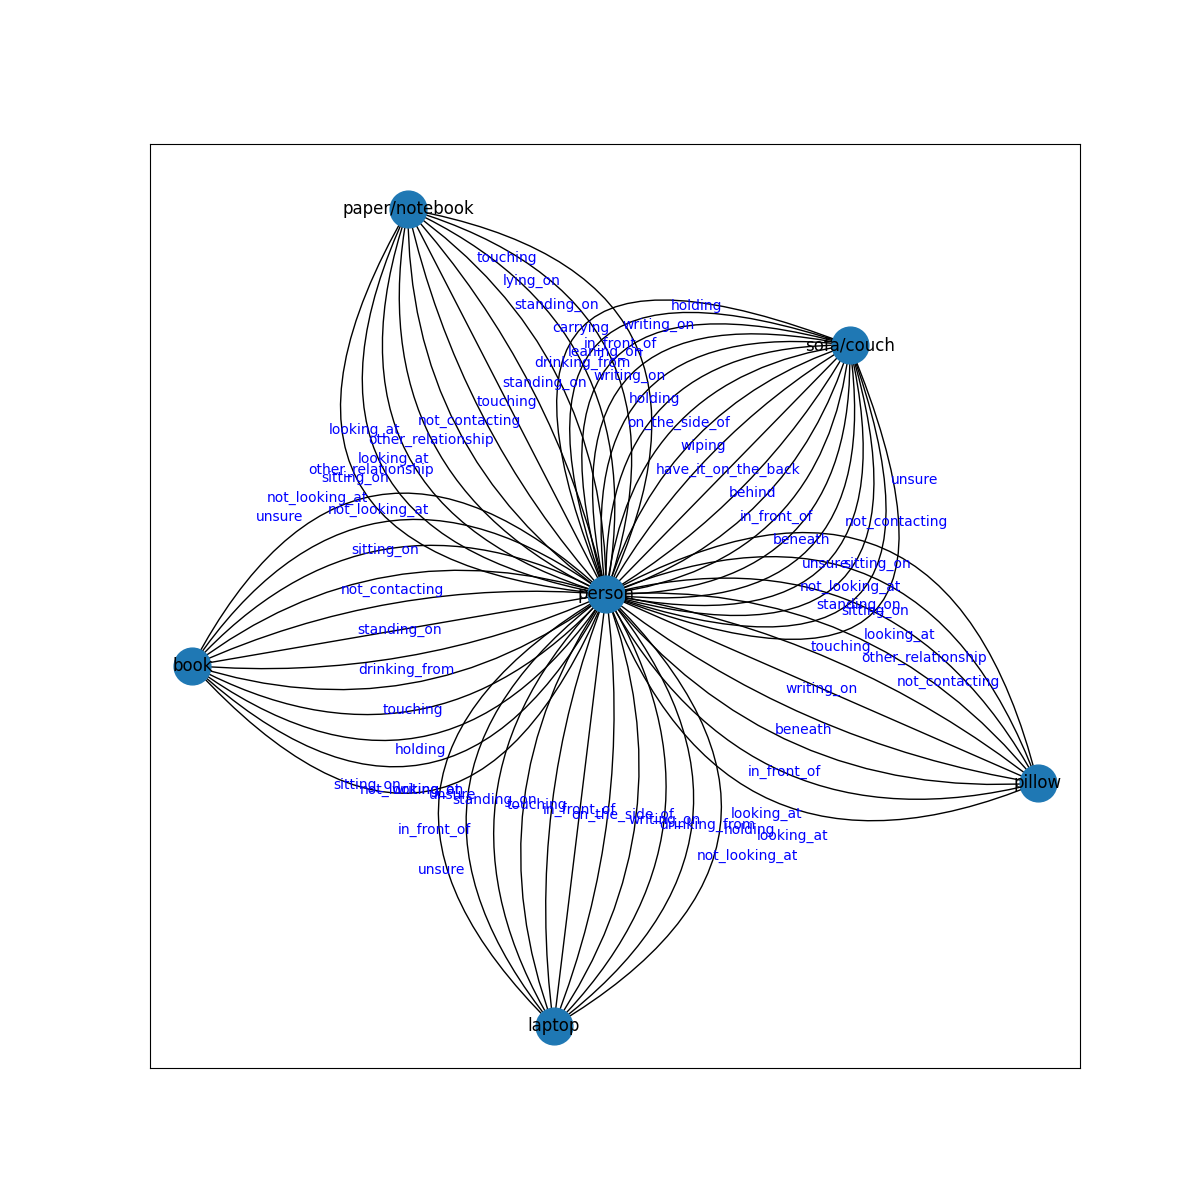 paper/notebook
touching
lying_on
standing_on
holding
carrying
writing_on
in_front_of
leaning_on
sofa/couch
drinking_from
writing_on
standing_on
holding
touching
not_contacting
on_the_side_of
looking_at
other_relationship
wiping
looking_at
other_relationship
have_it_on_the_back
sitting_on
unsure
not_looking_at
behind
not_looking_at
unsure
in_front_of
not_contacting
beneath
sitting_on
unsure
sitting_on
not_looking_at
not_contacting
person
standing_on
sitting_on
standing_on
looking_at
touching
other_relationship
book
drinking_from
not_contacting
writing_on
touching
beneath
holding
in_front_of
pillow
sitting_on
not_looking_at
writing_on
unsure
standing_on
touching
in_front_of
on_the_side_of
looking_at
writing_on
drinking_from
holding
in_front_of
looking_at
not_looking_at
unsure
laptop